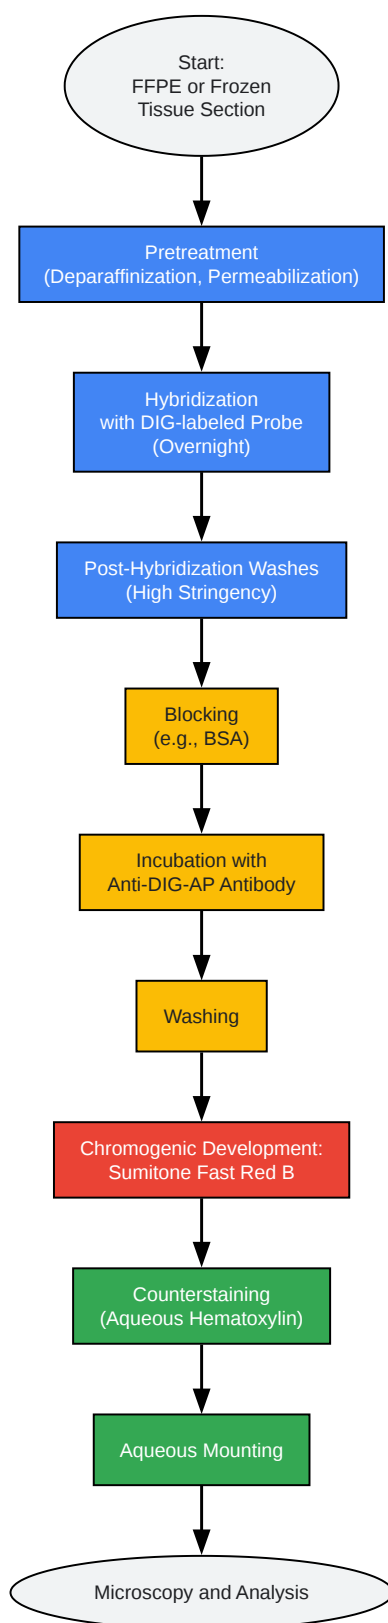 Start:
FFPE or Frozen
Tissue Section
Pretreatment
(Deparaffinization, Permeabilization)
Hybridization
with DIG-labeled Probe
(Overnight)
Post-Hybridization Washes
(High Stringency)
Blocking
(e.g., BSA)
Incubation with
Anti-DIG-AP Antibody
Washing
Chromogenic Development:
Sumitone Fast Red B
Counterstaining
(Aqueous Hematoxylin)
Aqueous Mounting
Microscopy and Analysis